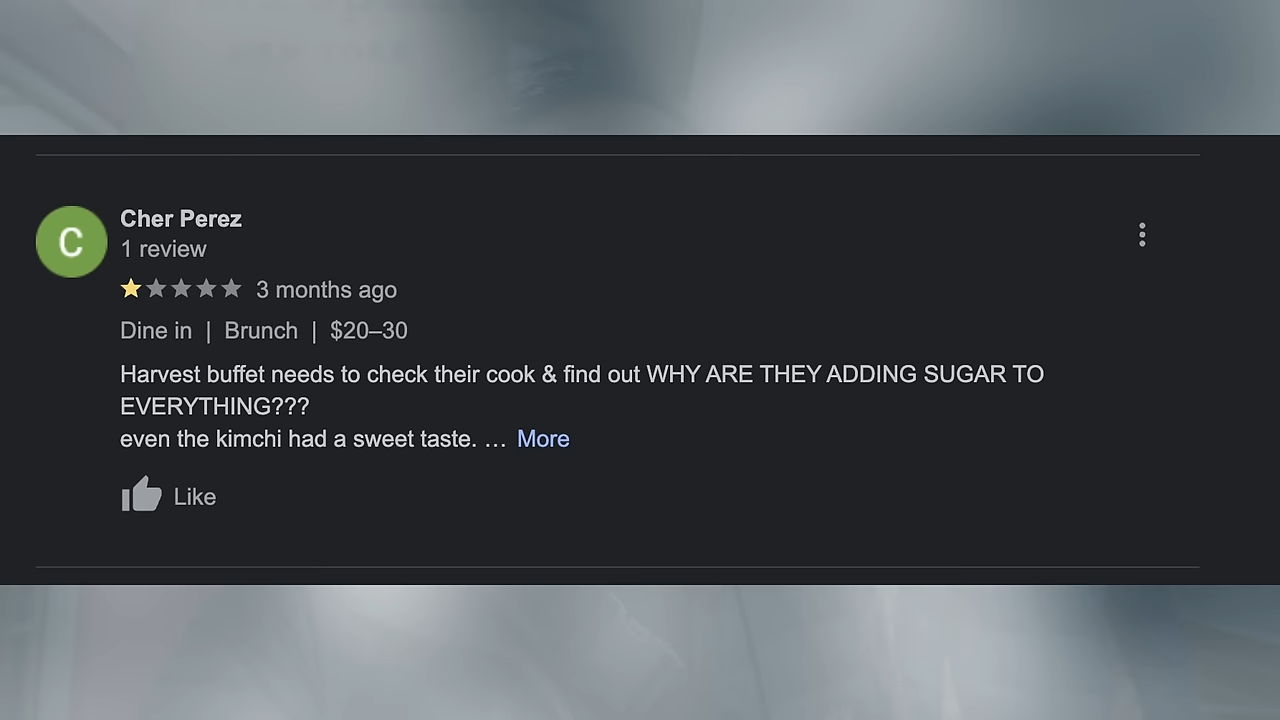 C
Cher Perez
1 review
3 months ago
Dine in | Brunch | $20–30
Harvest buffet needs to check their cook & find out WHY ARE THEY ADDING SUGAR TO
EVERYTHING???
even the kimchi had a sweet taste. … More
Like